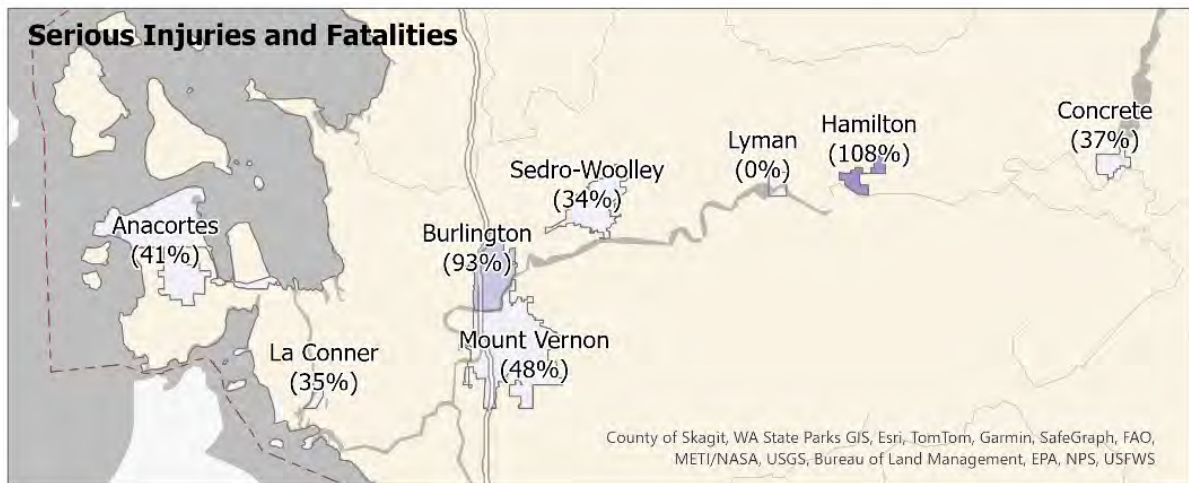 Serious Injuries and Fatalities
Concrete
(37%)
Hamilton
(108%)
Lyman
(0%)
Sedro-Woolley
(34%)
Anacortes
(41%)
Burlington
(93%)
Mount Vernon
(48%)
La Conner
(35%)
County of Skagit, WA State Parks GIS, Esri, TomTom, Garmin, SafeGraph, FAO,
METI/NASA, USGS, Bureau of Land Management, EPA, NPS, USFWS